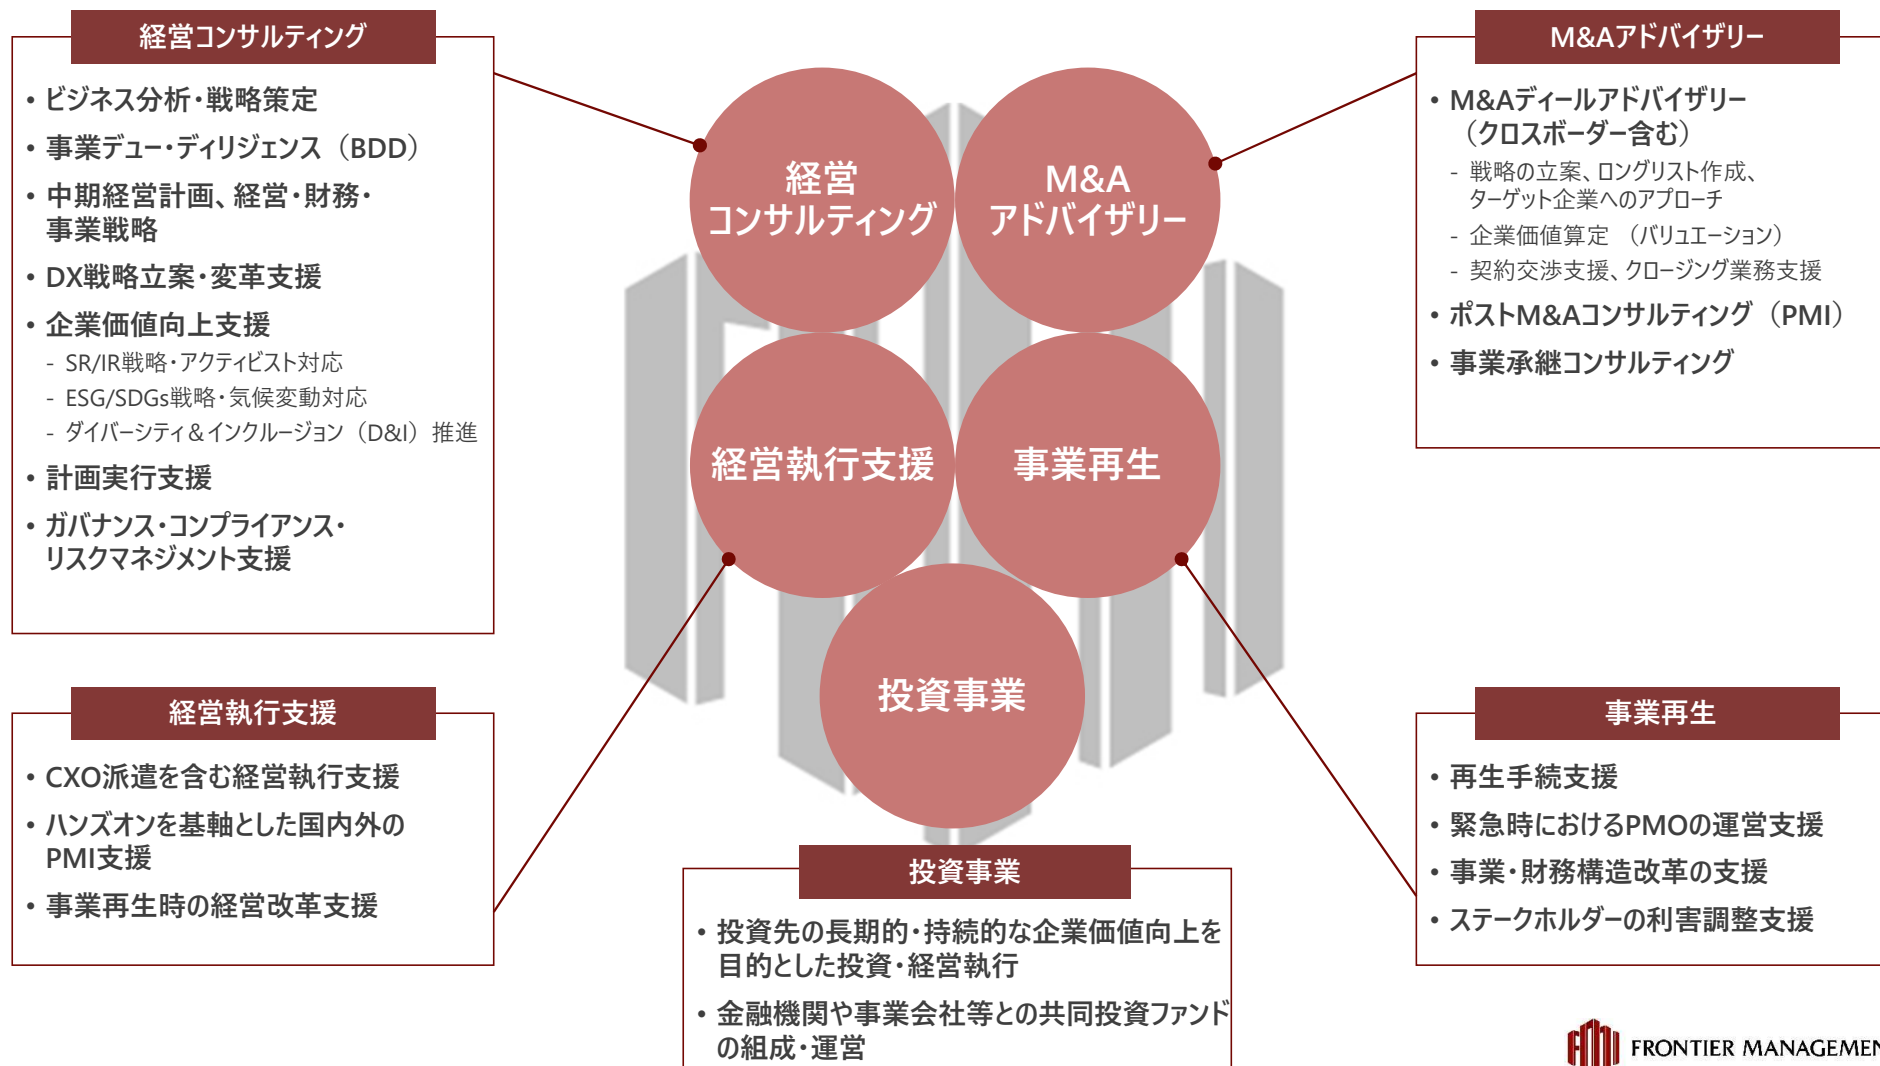 経営コンサルティング
・ビジネス分析・戦略策定
・事業デュー・ディリジェンス（BDD）
・中期経営計画、経営・財務・
事業戦略
・DX戦略立案・変革支援
・企業価値向上支援
- SR/IR戦略・アクティビスト対応
- ESG/SDGs戦略・気候変動対応
- ダイバーシティ＆インクルージョン（D&I）推進
・計画実行支援
・ガバナンス・コンプライアンス・
リスクマネジメント支援
経営
コンサルティング
M&A
アドバイザリー
経営執行支援
事業再生
投資事業
M&Aアドバイザリー
・M&Aディールアドバイザリー
（クロスボーダー含む）
- 戦略の立案、ロングリスト作成、
ターゲット企業へのアプローチ
- 企業価値算定 （バリュエーション）
- 契約交渉支援、クロージング業務支援
・ポストM&Aコンサルティング（PMI）
・事業承継コンサルティング
経営執行支援
・CXO派遣を含む経営執行支援
・ハンズオンを基軸とした国内外の
PMI支援
・事業再生時の経営改革支援
投資事業
・投資先の長期的・持続的な企業価値向上を
目的とした投資・経営執行
・金融機関や事業会社等との共同投資ファンド
の組成・運営
事業再生
・再生手続支援
・緊急時におけるPMOの運営支援
・事業・財務構造改革の支援
・ステークホルダーの利害調整支援
FRONTIER MANAGEMEN